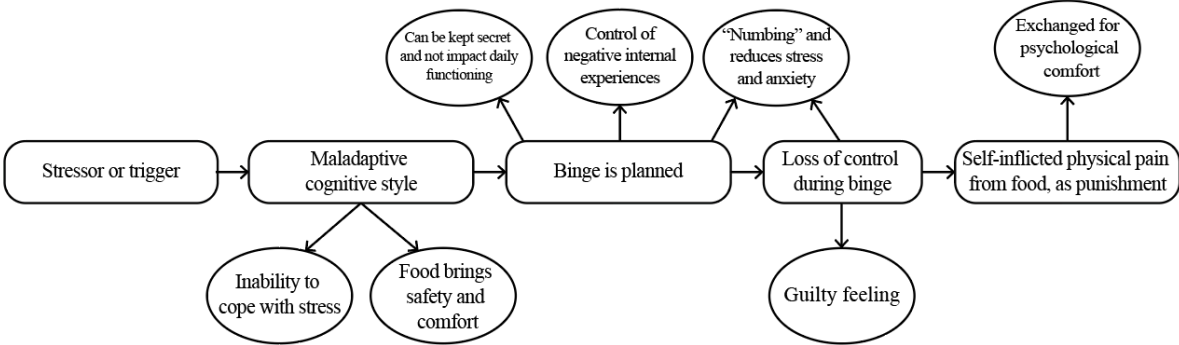 Can be kept secret
and not impact daily
functioning
Control of
negative internal
experiences
“Numbing” and
reduces stress
and anxiety
Exchanged for
psychological
comfort
Stressor or trigger
Maladaptive
cognitive style
Binge is planned
Loss of control
during binge
Self-inflicted physical pain
from food, as punishment
Inability to
cope with stress
Food brings
safety and
comfort
Guilty feeling